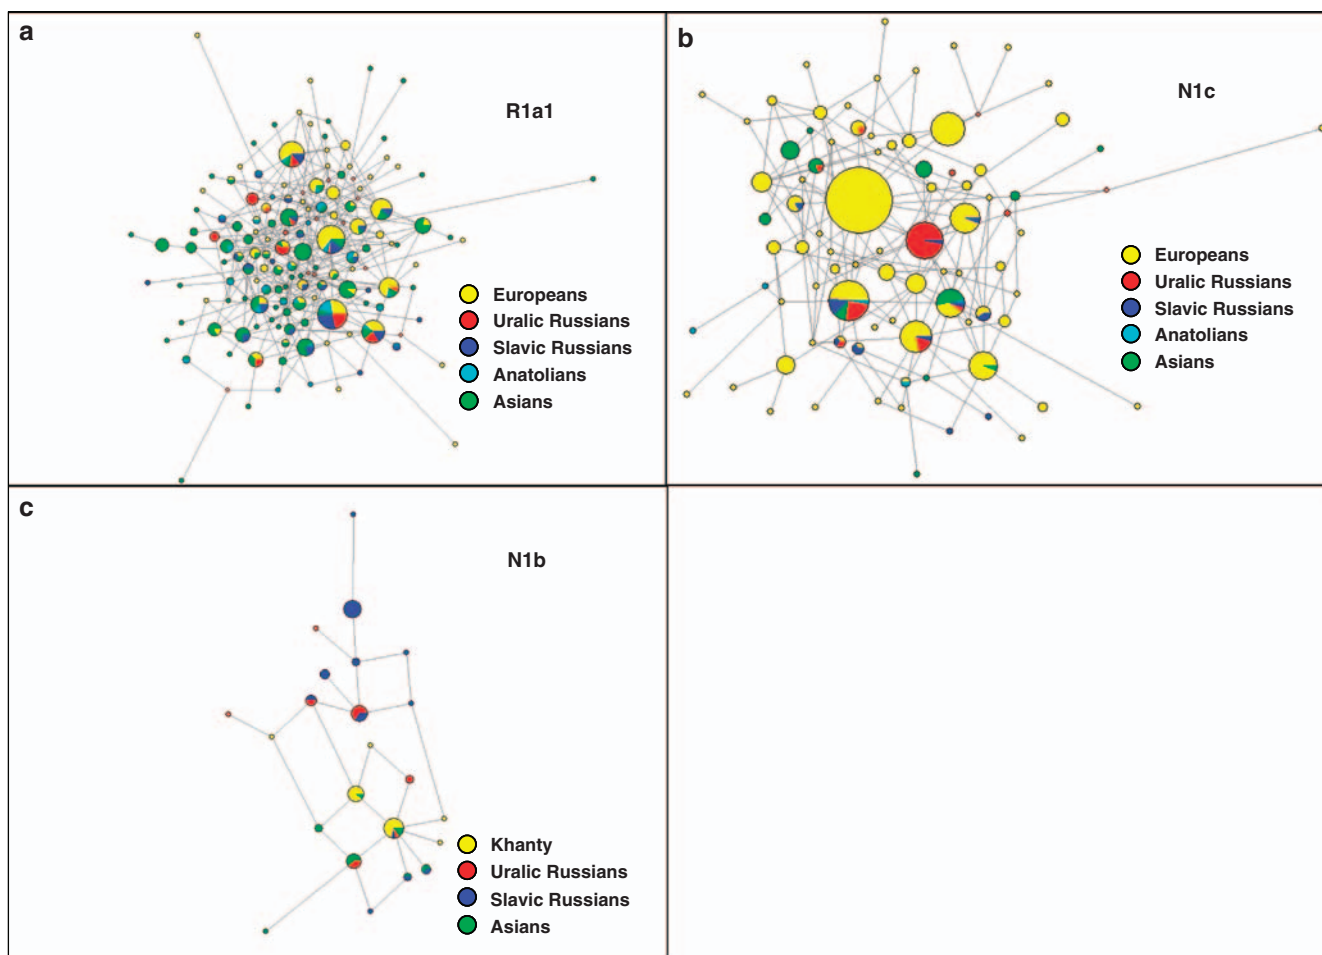 a
R1a1
Europeans
Uralic Russians
Slavic Russians
Anatolians
Asians
b
N1c
Europeans
Uralic Russians
Slavic Russians
Anatolians
Asians
c
N1b
Khanty
Uralic Russians
Slavic Russians
Asians